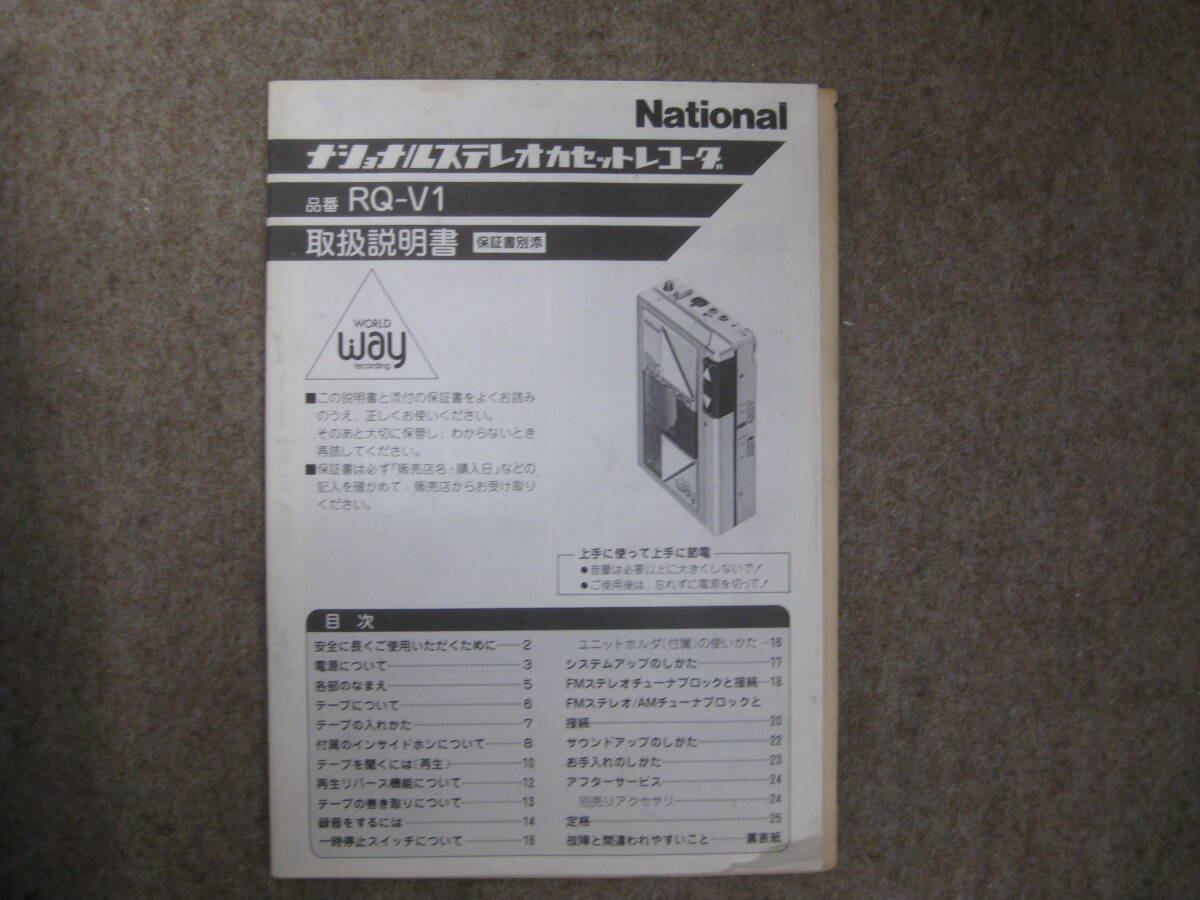 National
ナショナルステレオカセットレコーダ
品番 RQ-V1
取扱説明書 保証書別添
WORLD
way
recording
■この説明書と添付の保証書をよくお読み
のうえ、正しくお使いください。
そのあと大切に保管し、わからないとき
再読してください。
■保証書は必ず「販売店名・購入日」などの
記入を確かめて、販売店からお受け取り
ください。
上手に使って上手に節電
●音量は必要以上に大きくしないで!
●ご使用後は、忘れずに電源を切って!
目次
安全に長くご使用いただくために……2
電源について……3
各部のなまえ……5
テープについて……6
テープの入れかた……7
付属のインサイドホンについて……8
テープを聞くには(再生)……10
再生リバース機能について……12
テープの巻き取りについて……13
録音をするには……14
一時停止スイッチについて……16
ユニットホルダ(付属)の使いかた…16
システムアップのしかた……17
FMステレオチューナブロックと接続…18
FMステレオ/AMチューナブロックと
接続……20
サウンドアップのしかた……22
お手入れのしかた……23
アフターサービス……24
別売りアクセサリ……24
定格……25
故障と間違われやすいこと……裏表紙